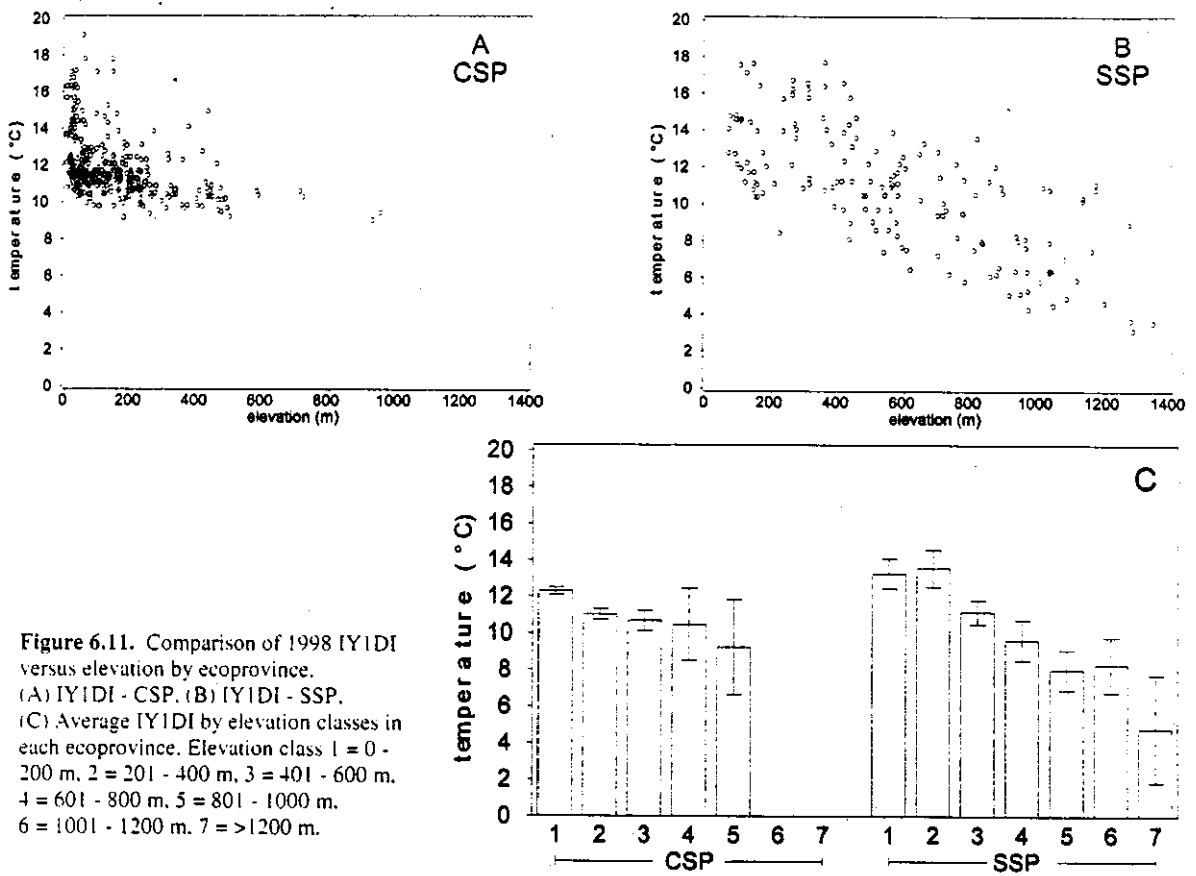 20
18
16
14
12
10
8
6
4
2
0
temperature (°C)
A
CSP
0 200 400 600 800 1000 1200 1400
elevation (m)
20
18
16
14
12
10
8
6
4
2
0
temperature (°C)
B
SSP
0 200 400 600 800 1000 1200 1400
elevation (m)
20
18
16
14
12
10
8
6
4
2
0
temperature (°C)
C
1 2 3 4 5 6 7 1 2 3 4 5 6 7
CSP SSP
Figure 6.11. Comparison of 1998 IY1DI
versus elevation by ecoprovince.
(A) IY1DI - CSP. (B) IY1DI - SSP.
(C) Average IY1DI by elevation classes in
each ecoprovince. Elevation class 1 = 0 -
200 m, 2 = 201 - 400 m, 3 = 401 - 600 m,
4 = 601 - 800 m, 5 = 801 - 1000 m,
6 = 1001 - 1200 m, 7 = >1200 m.